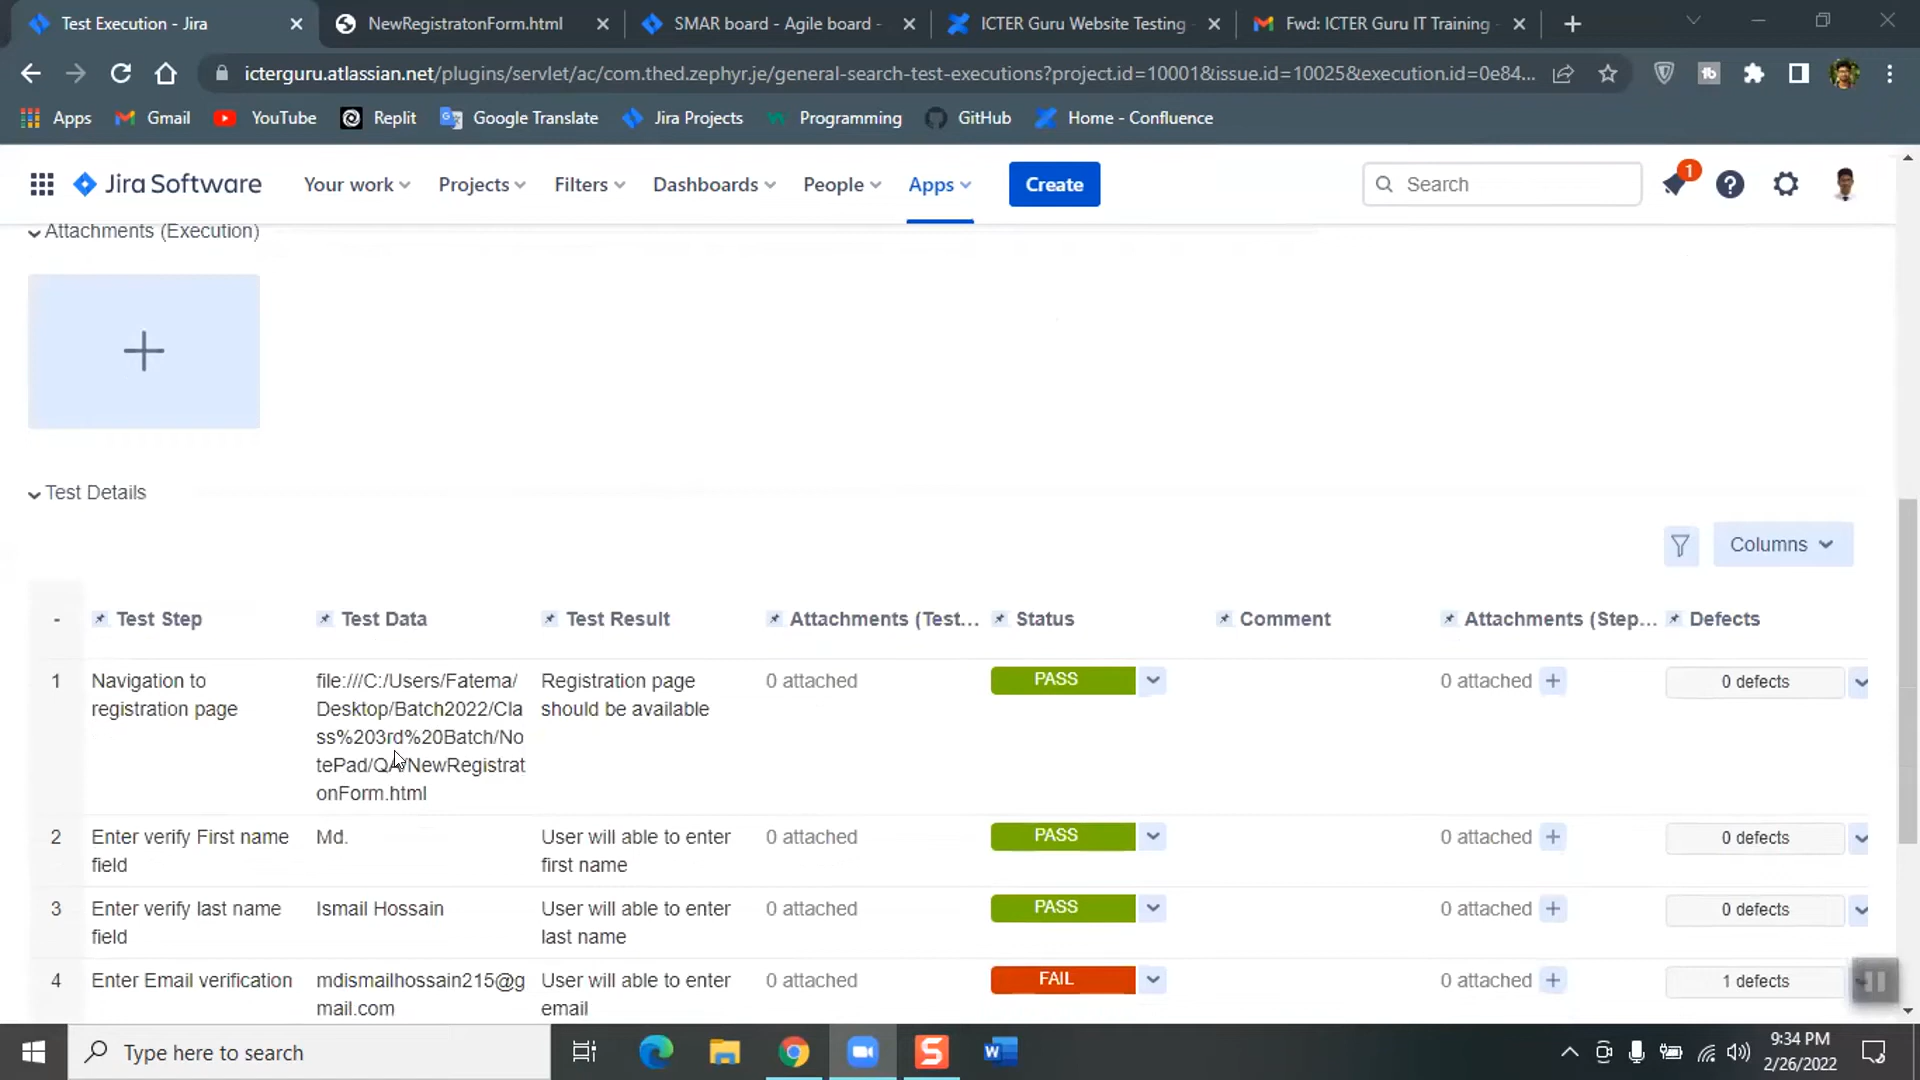 Test Execution - Jira
NewRegistratonForm.html
SMAR board - Agile board -
ICTER Guru Website Testing
Fwd: ICTER Guru IT Training
icterguru.atlassian.net/plugins/servlet/ac/com.thed.zephyr.je/general-search-test-executions?project.id=10001&issue.id=10025&execution.id=0e84...
Apps
Gmail
YouTube
Replit
Google Translate
Jira Projects
Programming
GitHub
Home - Confluence
Jira Software
Your work
Projects
Filters
Dashboards
People
Apps
Create
Search
1
Attachments (Execution)
Test Details
Columns
-
Test Step
Test Data
Test Result
Attachments (Test...
Status
Comment
Attachments (Step...
Defects
1
Navigation to
registration page
file:///C:/Users/Fatema/
Desktop/Batch2022/Cla
ss%203rd%20Batch/No
tePad/QA/NewRegistrat
onForm.html
Registration page
should be available
0 attached
PASS
0 attached
0 defects
2
Enter verify First name
field
Md.
User will able to enter
first name
0 attached
PASS
0 attached
0 defects
3
Enter verify last name
field
Ismail Hossain
User will able to enter
last name
0 attached
PASS
0 attached
0 defects
4
Enter Email verification
mdismailhossain215@g
mail.com
User will able to enter
email
0 attached
FAIL
0 attached
1 defects
Type here to search
9:34 PM
2/26/2022